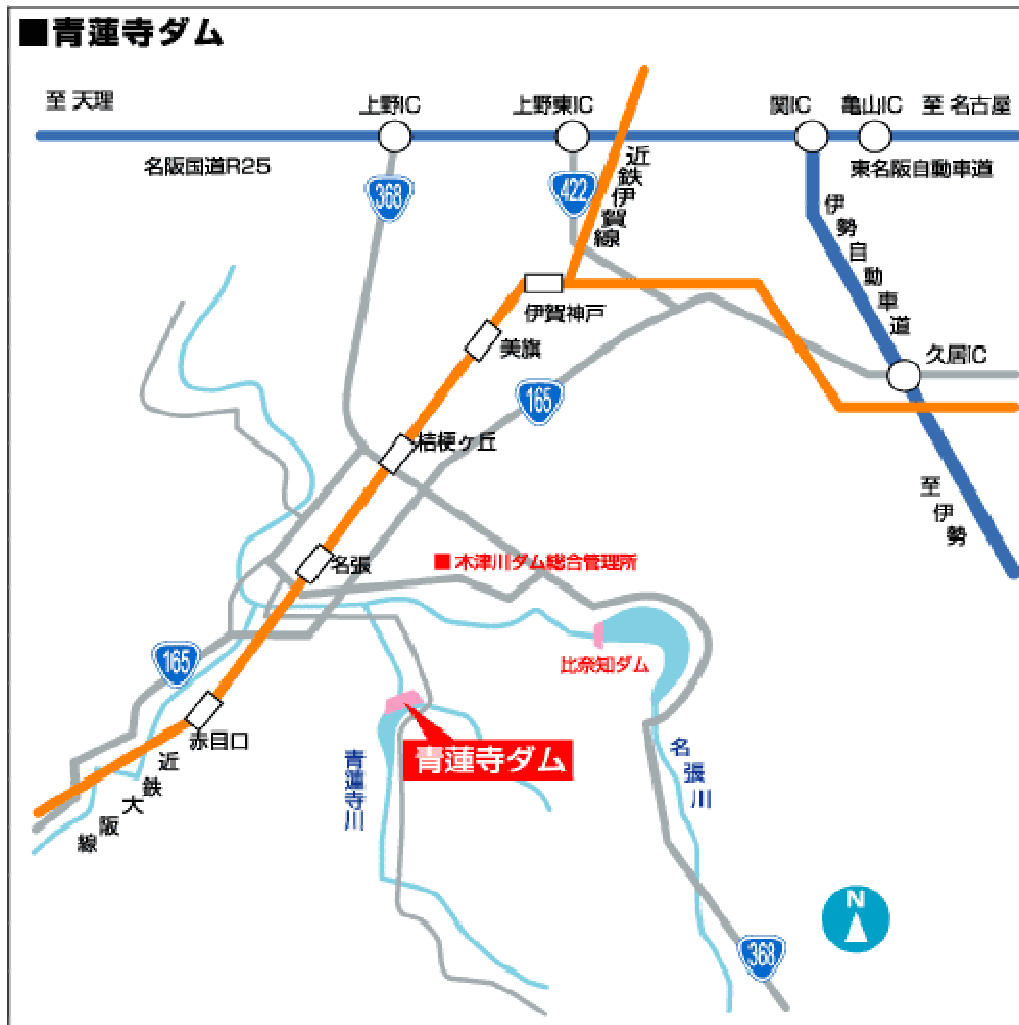 ■青蓮寺ダム
至 天理
上野IC
上野東IC
関IC
亀山IC
至 名古屋
名阪国道R25
東名阪自動車道
368
422
近鉄伊賀線
伊勢自動車道
伊賀神戸
美旗
久居IC
165
桔梗ヶ丘
至伊勢
名張
■ 木津川ダム総合管理所
165
比奈知ダム
赤目口
青蓮寺ダム
近鉄大阪線
青蓮寺川
名張川
N
368